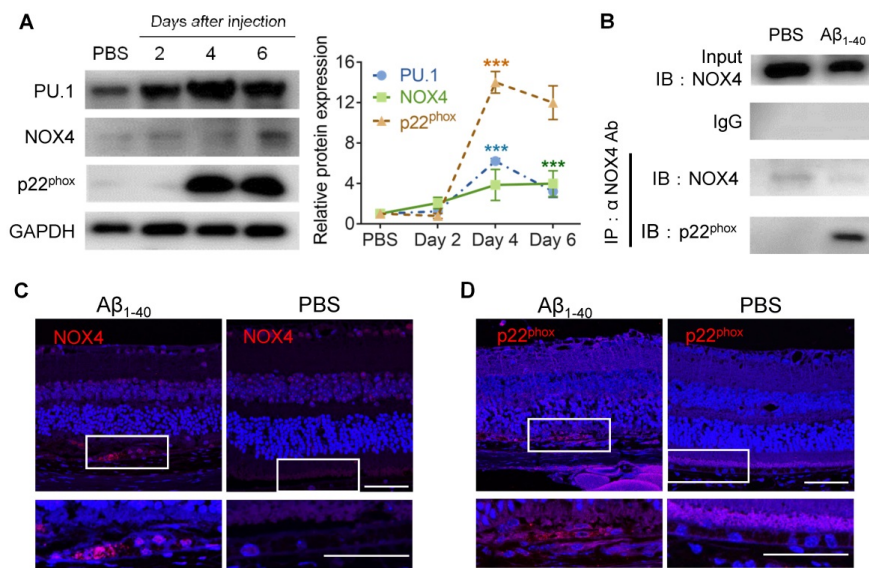 A
Days after injection
PBS 2 4 6
PU.1
NOX4
p22phox
GAPDH
Relative protein expression
16
12
8
4
0
PBS Day 2 Day 4 Day 6
PU.1
NOX4
p22phox
***
***
***
B
PBS Aβ1-40
Input
IB : NOX4
IgG
IP : α NOX4 Ab
IB : NOX4
IB : p22phox
C
Aβ1-40 PBS
NOX4 NOX4
D
Aβ1-40 PBS
p22phox p22phox